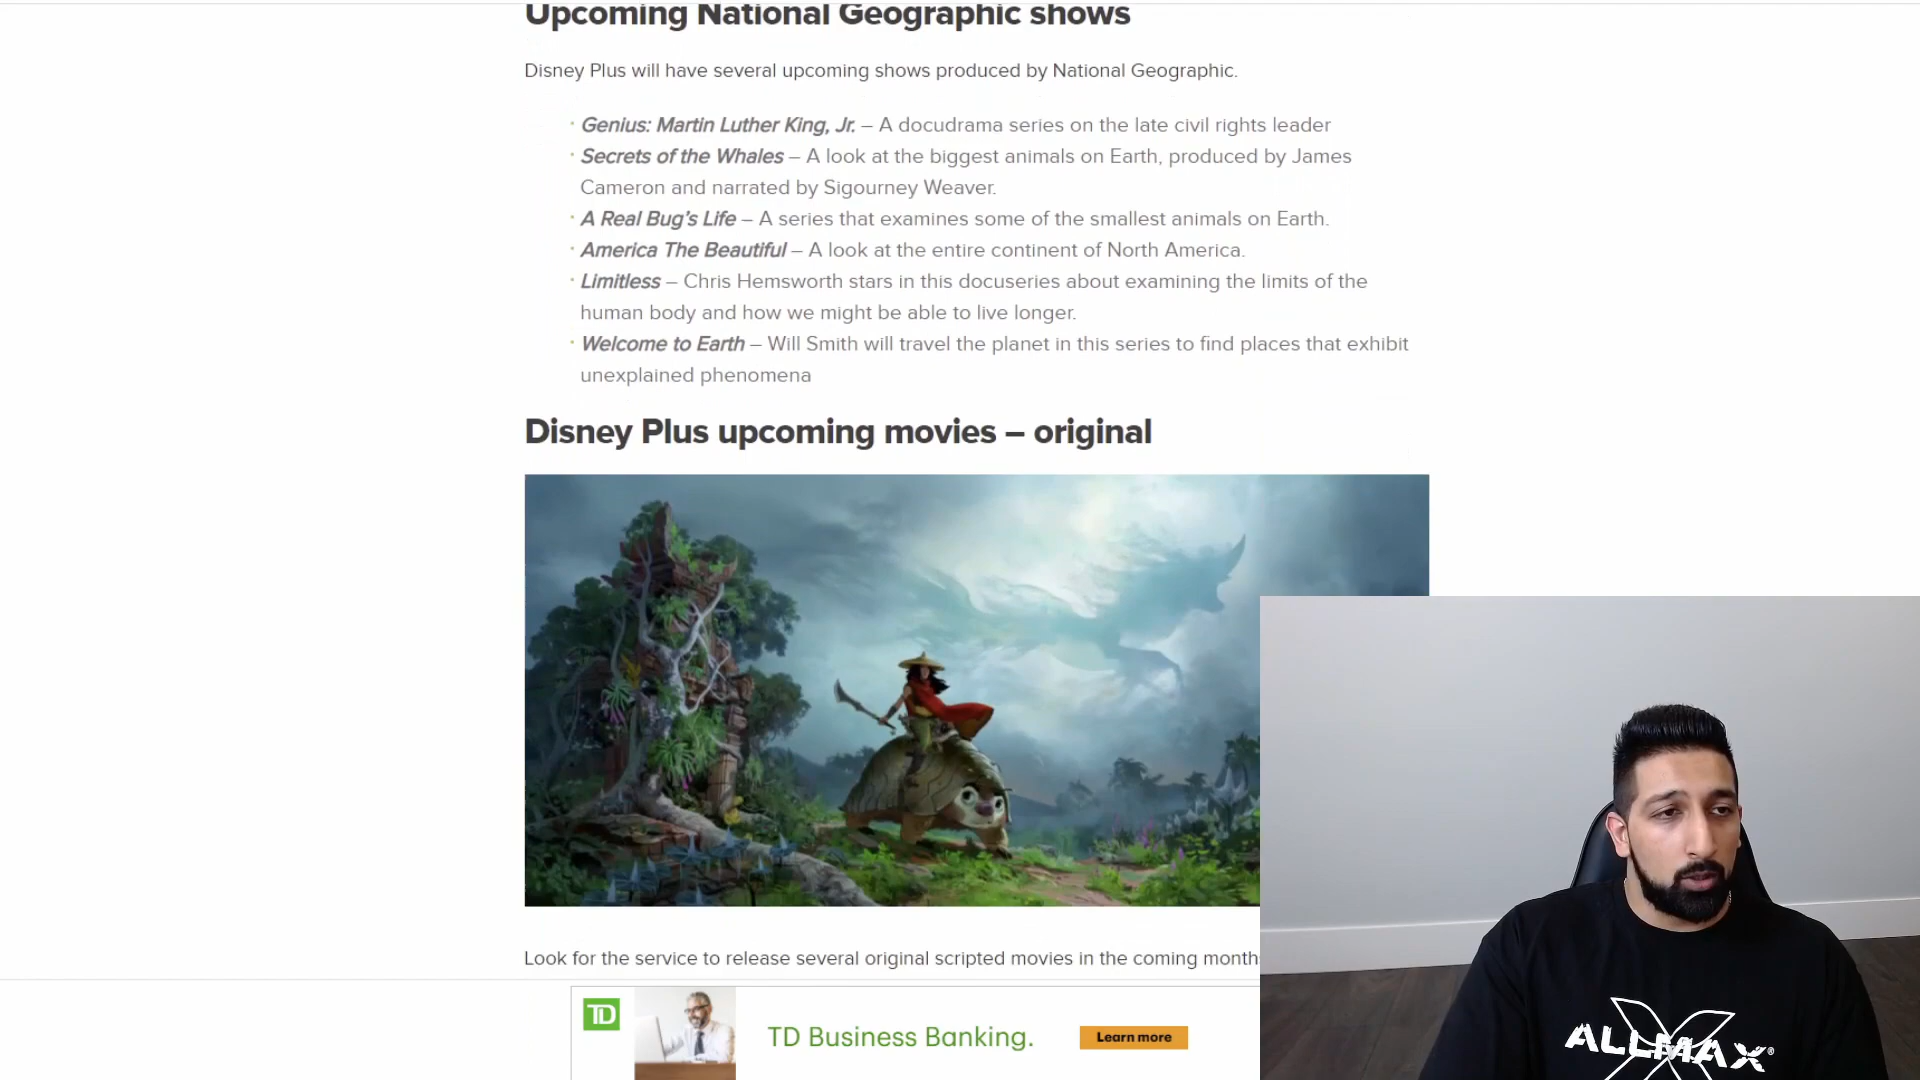 Upcoming National Geographic shows
Disney Plus will have several upcoming shows produced by National Geographic.
Genius: Martin Luther King, Jr. – A docudrama series on the late civil rights leader
Secrets of the Whales – A look at the biggest animals on Earth, produced by James
Cameron and narrated by Sigourney Weaver.
A Real Bug's Life – A series that examines some of the smallest animals on Earth.
America The Beautiful – A look at the entire continent of North America.
Limitless – Chris Hemsworth stars in this docuseries about examining the limits of the
human body and how we might be able to live longer.
Welcome to Earth – Will Smith will travel the planet in this series to find places that exhibit
unexplained phenomena
Disney Plus upcoming movies – original
Look for the service to release several original scripted movies in the coming month
TD
TD Business Banking.
Learn more
ALLMAX®